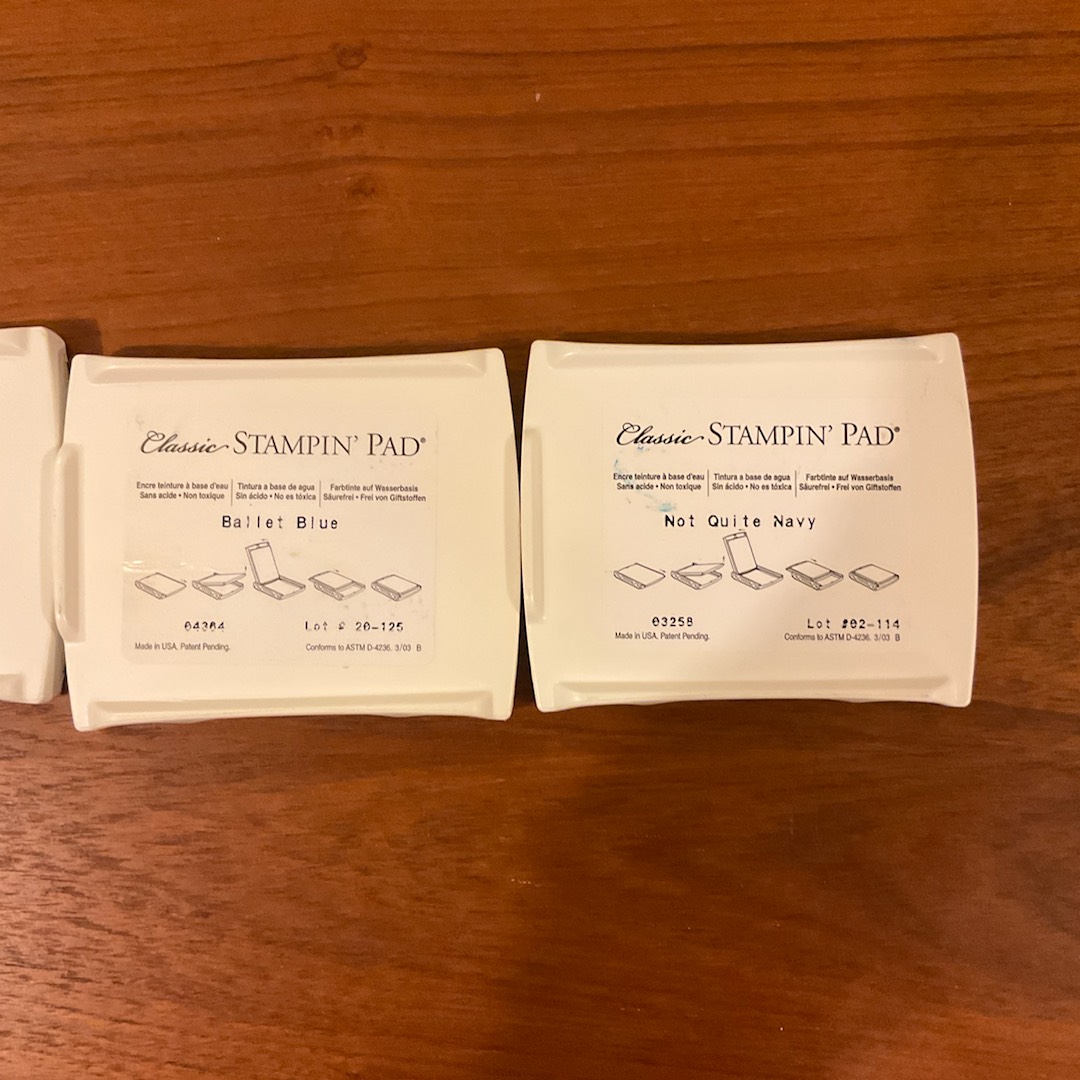 Classic STAMPIN' PAD®
Encre teinture à base d'eau
Sans acide • Non toxique
Tintura a base de agua
Sin ácido • No es tóxica
Farbtinte auf Wasserbasis
Säurefrei • Frei von Giftstoffen
Ballet Blue
04304
Lot # 20-125
Made in USA, Patent Pending.
Conforms to ASTM D-4236. 3/03 B
Classic STAMPIN' PAD®
Encre teinture à base d'eau
Sans acide • Non toxique
Tintura a base de agua
Sin ácido • No es tóxica
Farbtinte auf Wasserbasis
Säurefrei • Frei von Giftstoffen
Not Quite Navy
03258
Lot #02-114
Made in USA, Patent Pending.
Conforms to ASTM D-4236. 3/03 B